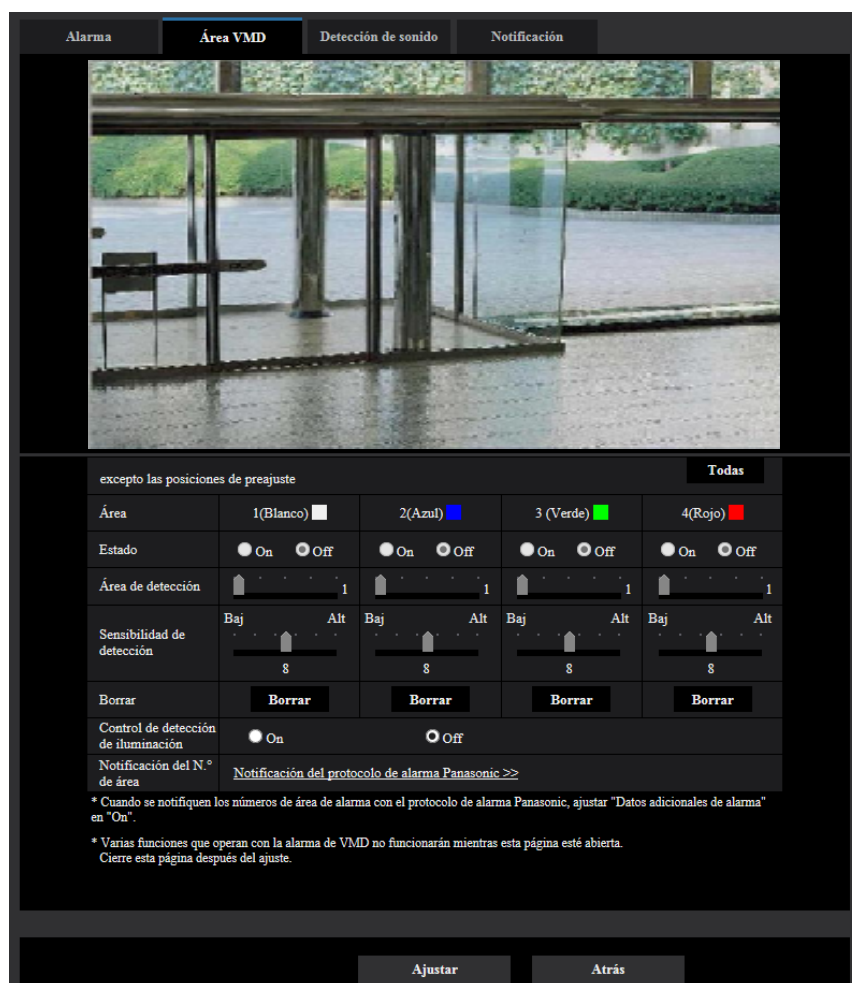 Alarma Área VMD Detección de sonido Notificación
excepto las posiciones de preajuste Todas
Área 1(Blanco) 2(Azul) 3 (Verde) 4(Rojo)
Estado On Off On Off On Off On Off
Área de detección 1 1 1 1
Baj Alt Baj Alt Baj Alt Baj Alt
Sensibilidad de
detección
8 8 8 8
Borrar Borrar Borrar Borrar Borrar
Control de detección
de iluminación On Off
Notificación del N.°
de área Notificación del protocolo de alarma Panasonic >>
* Cuando se notifiquen los números de área de alarma con el protocolo de alarma Panasonic, ajustar "Datos adicionales de alarma"
en "On".
* Varias funciones que operan con la alarma de VMD no funcionarán mientras esta página esté abierta.
Cierre esta página después del ajuste.
Ajustar Atrás